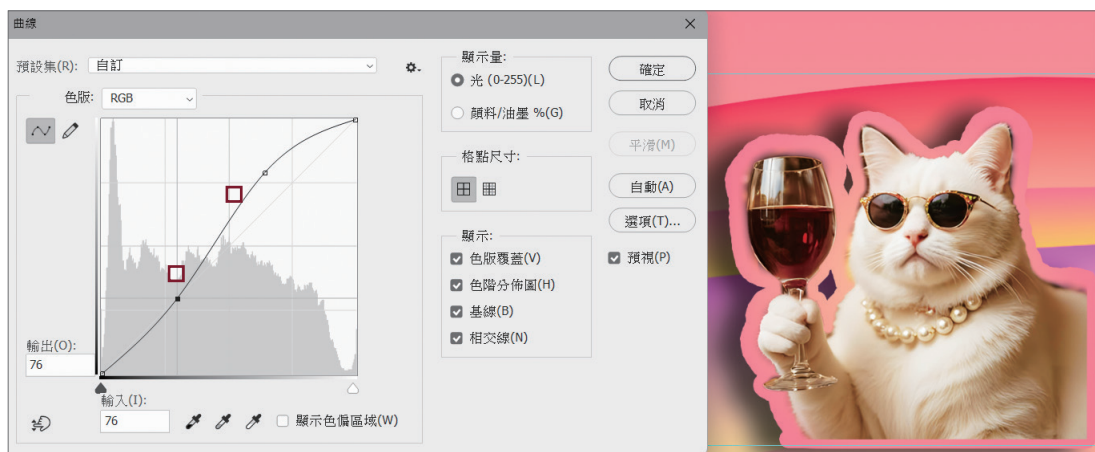 曲線
預設集(R): 自訂
色版: RGB
輸出(O):
76
輸入(I):
76
顯示色偏區域(W)
顯示量:
光 (0-255)(L)
顏料/油墨 %(G)
格點尺寸:
顯示:
色版覆蓋(V)
色階分佈圖(H)
基線(B)
相交線(N)
確定
取消
平滑(M)
自動(A)
選項(T)...
預視(P)